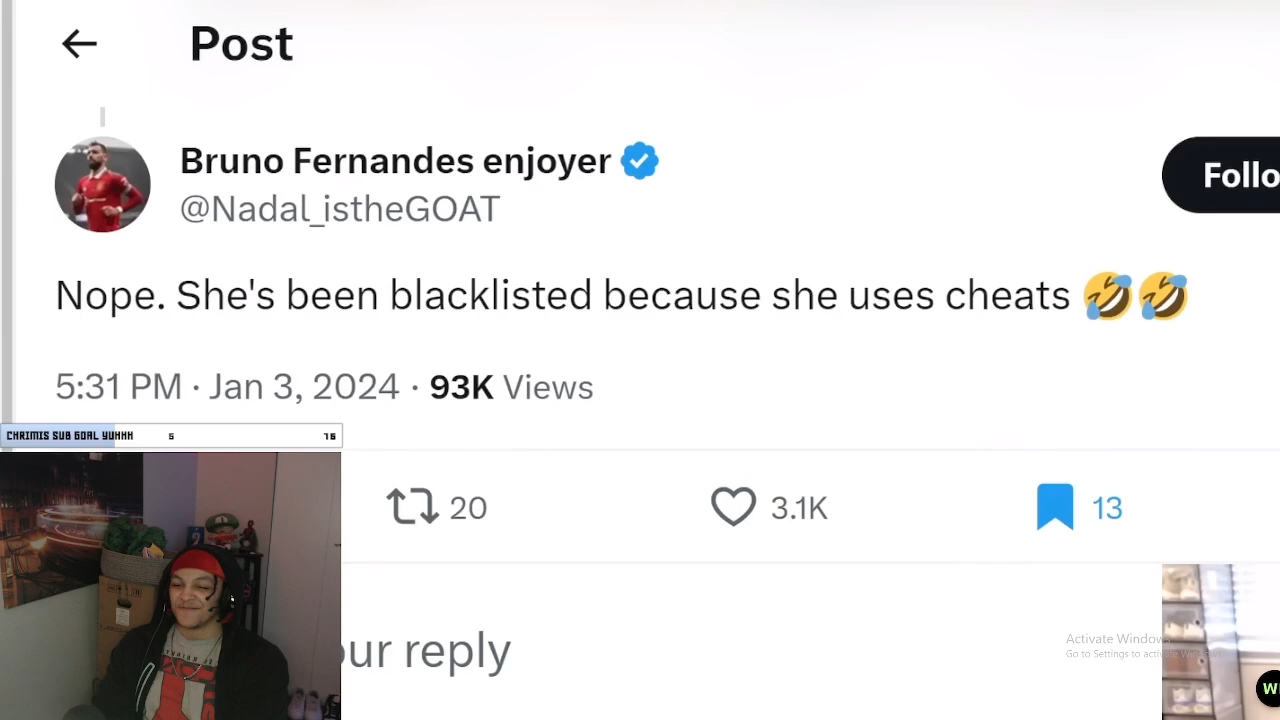 Post
Bruno Fernandes enjoyer
@Nadal_istheGOAT
Follo
Nope. She's been blacklisted because she uses cheats 🤣🤣
5:31 PM · Jan 3, 2024 · 93K Views
CHRIMIS SUB GOAL YUHHH 5 16
20 3.1K 13
our reply
Activate Windows
Go to Settings to activate Windows.